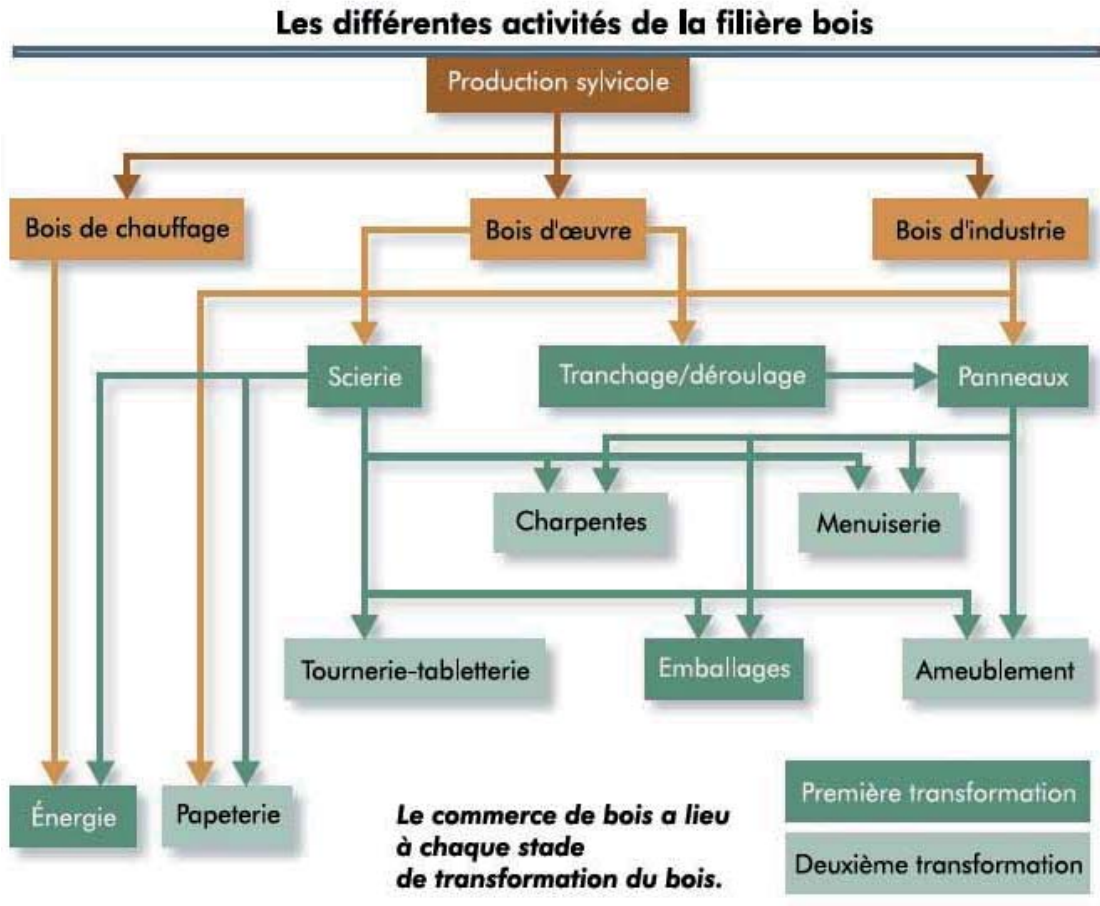 Les différentes activités de la filière bois
Production sylvicole
Bois de chauffage
Bois d'œuvre
Bois d'industrie
Scierie
Tranchage/déroulage
Panneaux
Charpentes
Menuiserie
Tournerie-tabletterie
Emballages
Ameublement
Énergie
Papeterie
Le commerce de bois a lieu
à chaque stade
de transformation du bois.
Première transformation
Deuxième transformation